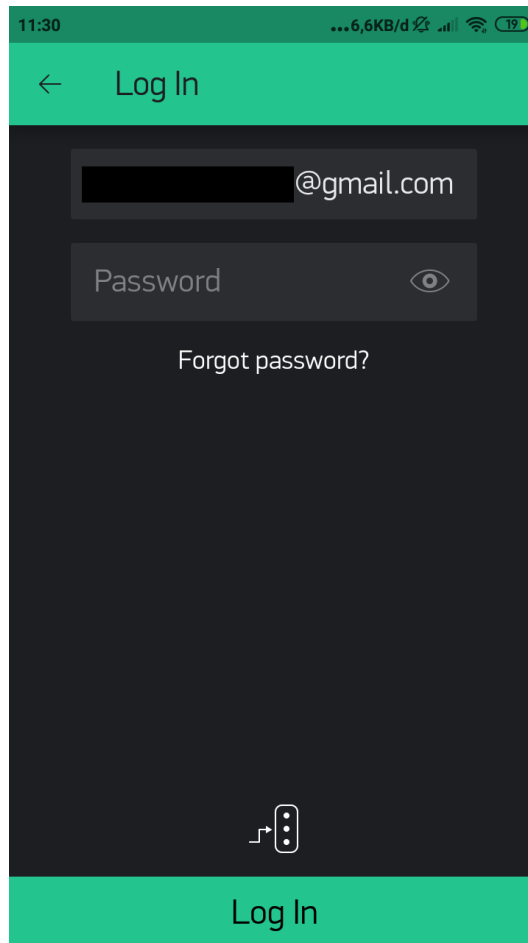 11:30 ...6,6KB/d 19
Log In
@gmail.com
Password
Forgot password?
Log In